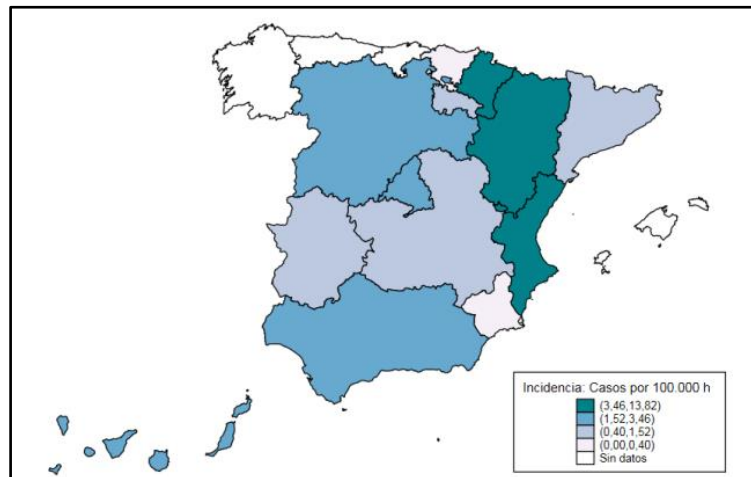 Incidencia: Casos por 100.000 h
(3,46,13,82)
(1,52,3,46)
(0,40,1,52)
(0,00,0,40)
Sin datos